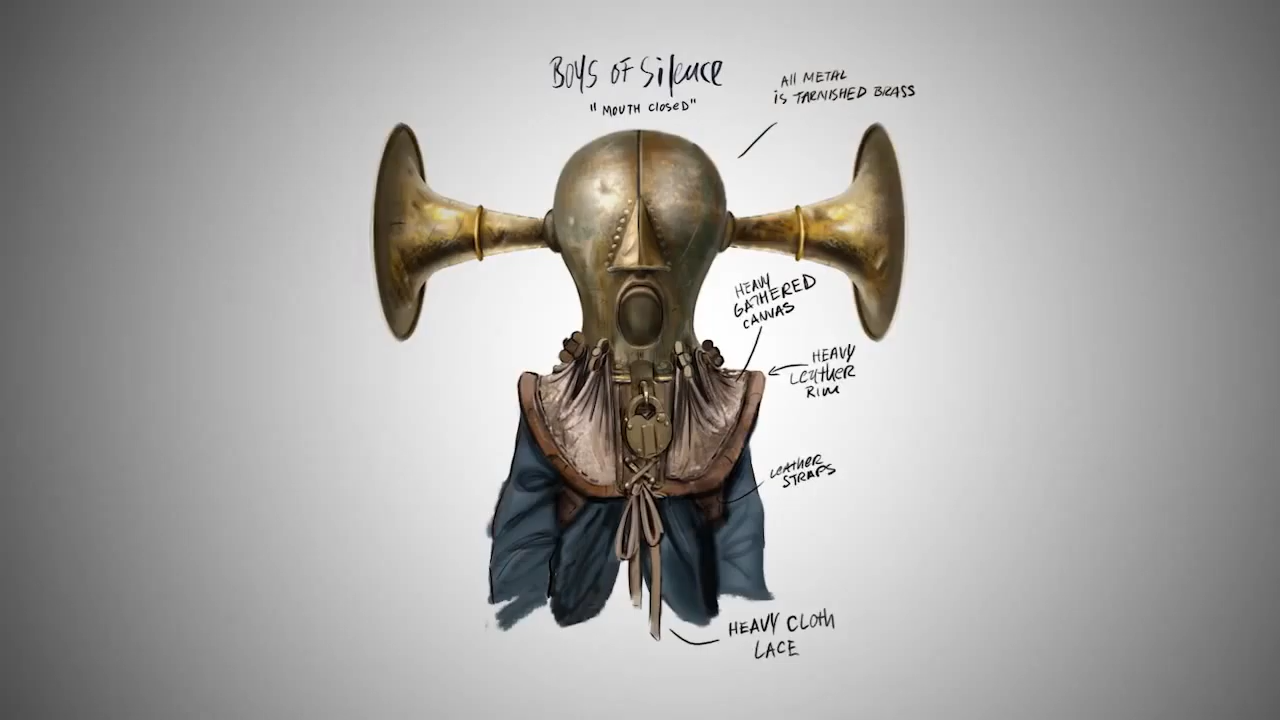 BOYS OF SilENCE
"MOUTH ClOSED"
All METAL
iS TARNISHED BRASS
HEAVY
GATHERED
CANVAS
HEAVY
LEATHER
RIM
LEATHER
STRAPS
HEAVY CLOTh
LACE